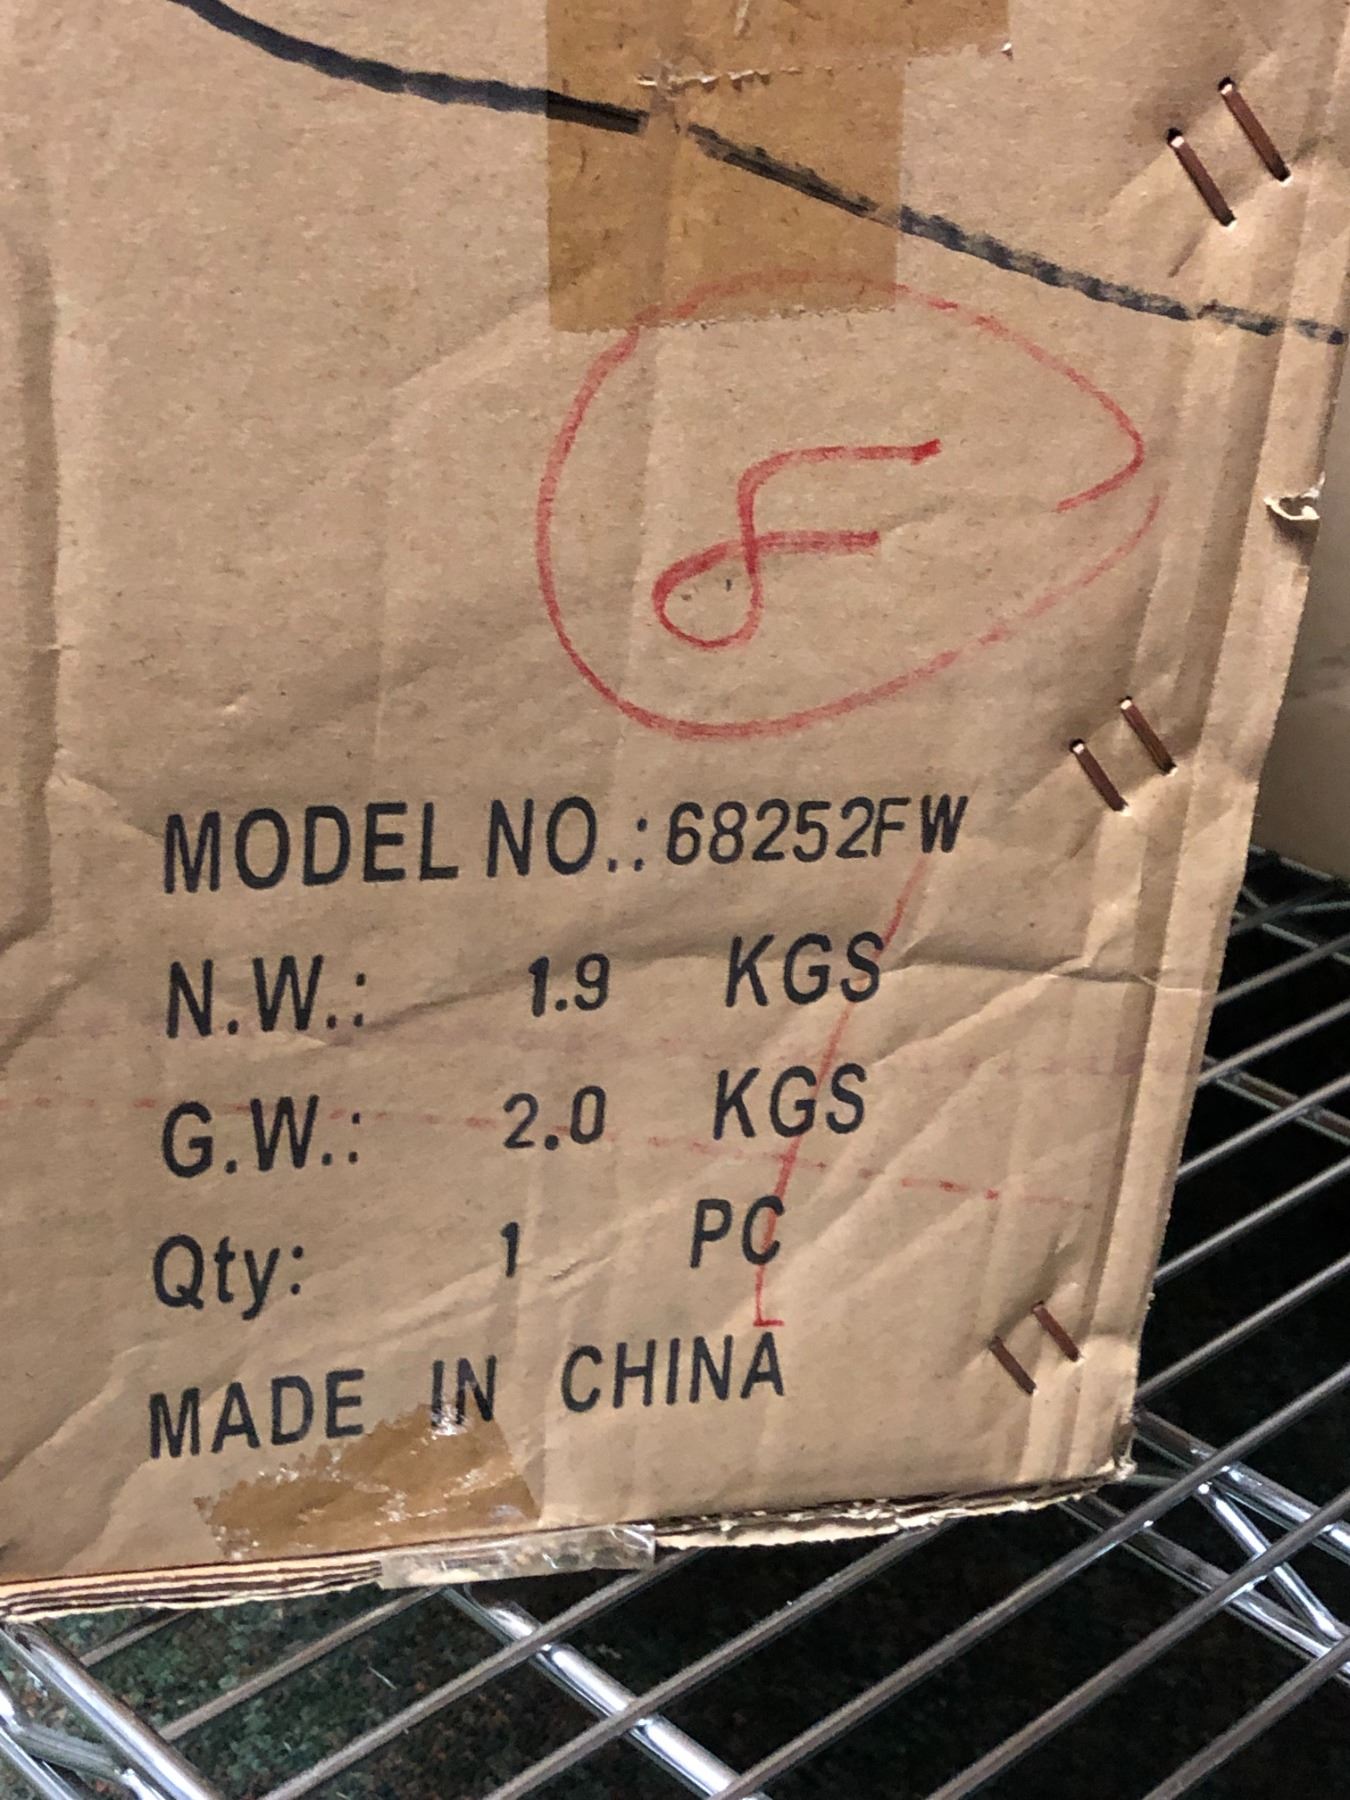 F
MODEL NO.: 68252FW
N.W.: 1.9 KGS
G.W.: 2.0 KGS
Qty: 1 PC
MADE IN CHINA